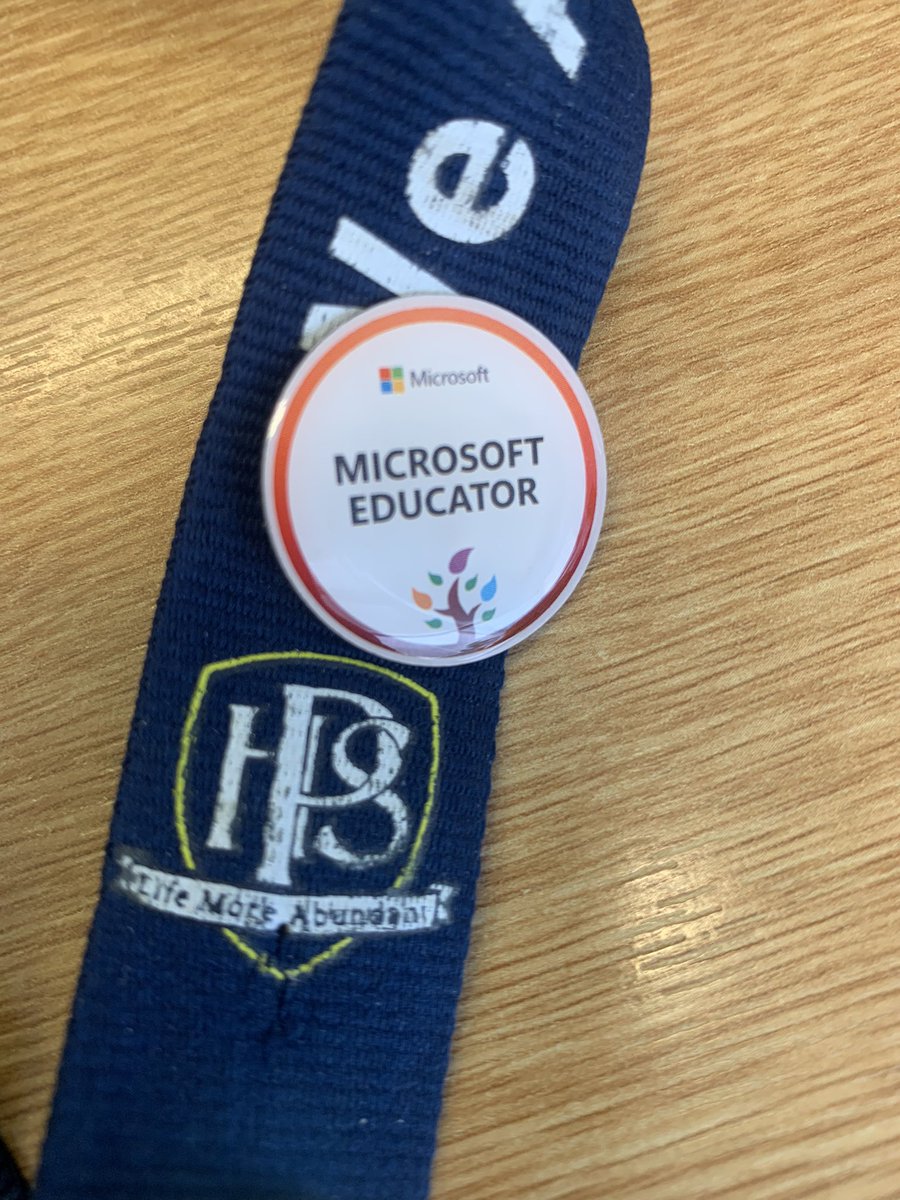 Microsoft
MICROSOFT
EDUCATOR
HPS
Life More Abundant